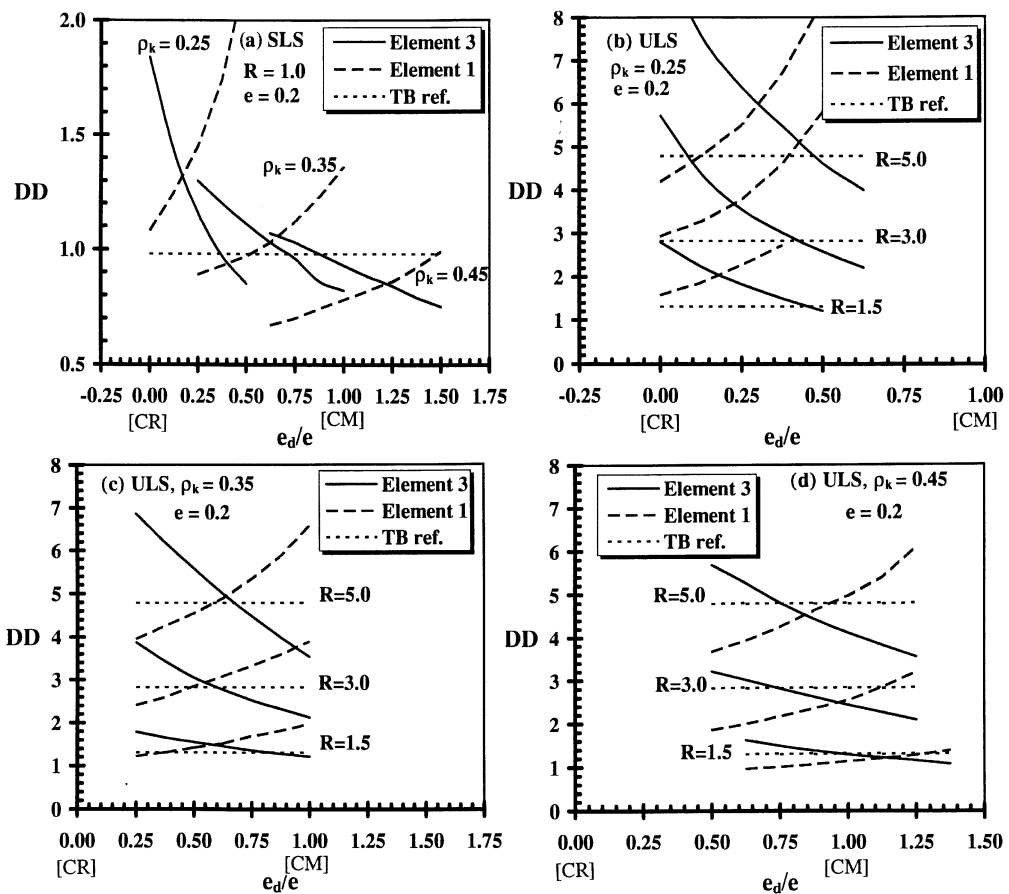 2.0
1.5
1.0
0.5
DD
ρk = 0.25
(a) SLS
R = 1.0
e = 0.2
Element 3
Element 1
TB ref.
ρk = 0.35
ρk = 0.45
-0.25 0.00 0.25 0.50 0.75 1.00 1.25 1.50 1.75
[CR] [CM]
ed/e
8
7
6
5
4
3
2
1
0
DD
(b) ULS
ρk = 0.25
e = 0.2
Element 3
Element 1
TB ref.
R=5.0
R=3.0
R=1.5
-0.25 0.00 0.25 0.50 0.75 1.00
[CR] [CM]
ed/e
8
7
6
5
4
3
2
1
0
DD
(c) ULS, ρk = 0.35
e = 0.2
Element 3
Element 1
TB ref.
R=5.0
R=3.0
R=1.5
0.00 0.25 0.50 0.75 1.00 1.25 1.50 1.75
[CR] [CM]
ed/e
8
7
6
5
4
3
2
1
0
DD
Element 3
Element 1
TB ref.
(d) ULS, ρk = 0.45
e = 0.2
R=5.0
R=3.0
R=1.5
0.00 0.25 0.50 0.75 1.00 1.25 1.50
[CR] [CM]
ed/e